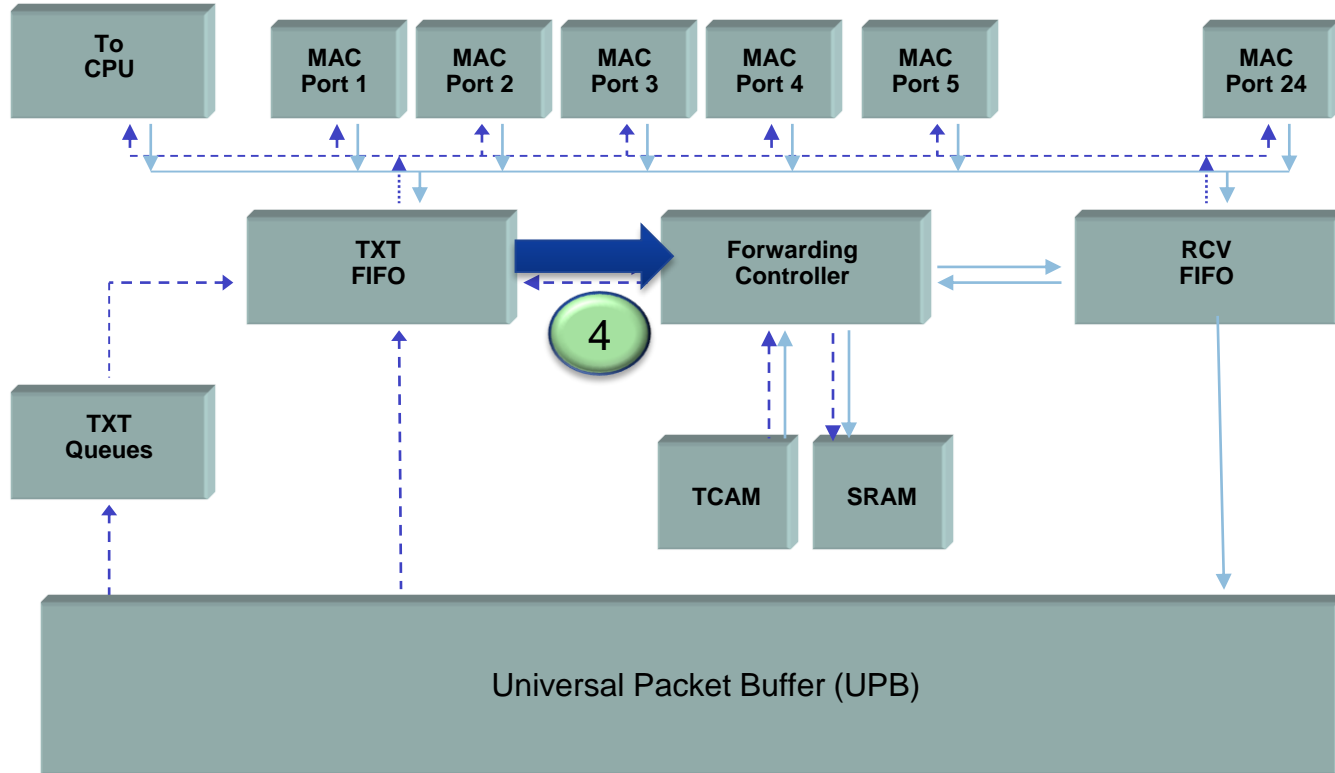 To
CPU
MAC
Port 1
MAC
Port 2
MAC
Port 3
MAC
Port 4
MAC
Port 5
MAC
Port 24
TXT
FIFO
Forwarding
Controller
RCV
FIFO
4
TXT
Queues
TCAM
SRAM
Universal Packet Buffer (UPB)